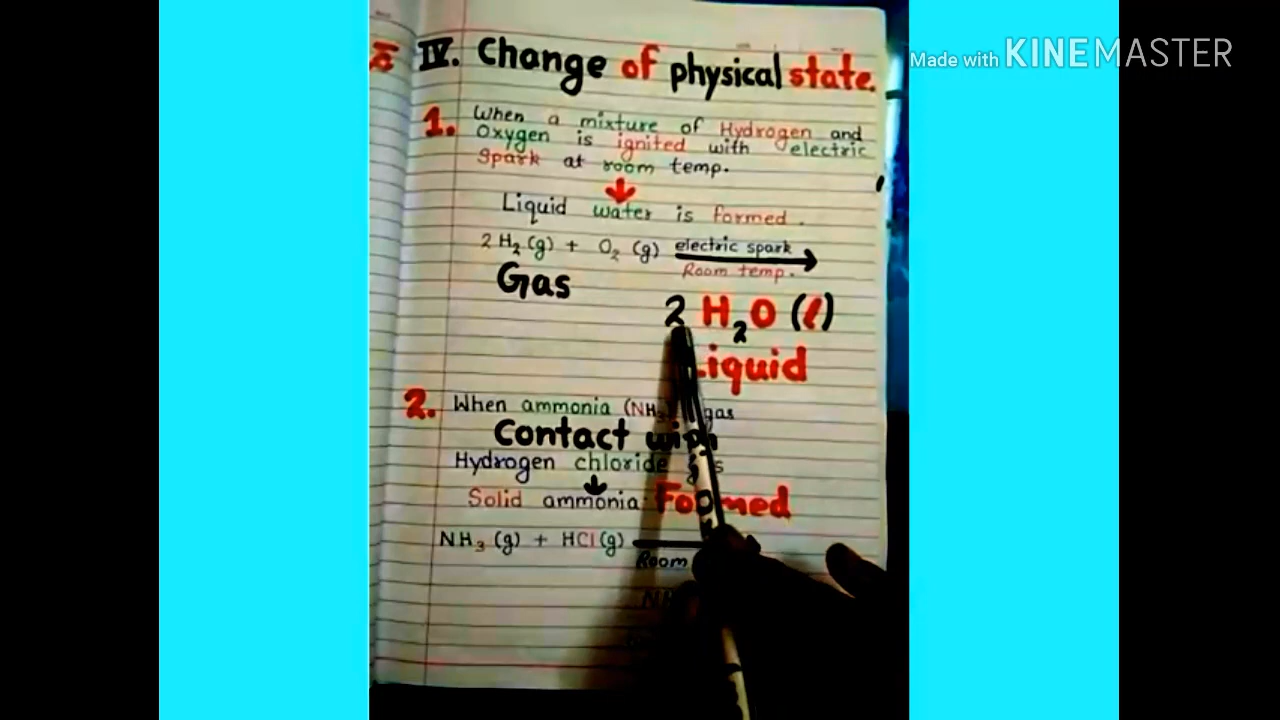 Made with KINEMASTER
IV. Change of physical state.
1. When a mixture of Hydrogen and
Oxygen is ignited with electric
Spark at room temp.
Liquid water is formed.
2 H₂ (g) + O₂ (g) electric spark
Room temp.
Gas
2 H₂O (l)
Liquid
2. When ammonia (NH₃) gas
Contact with
Hydrogen chloride
Solid ammonia Formed
NH₃ (g) + HCl (g)
Room